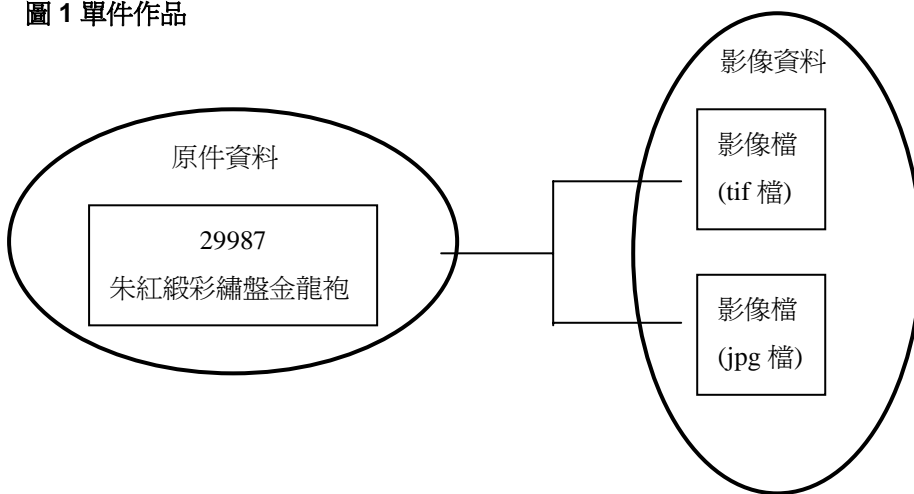 圖 1 單件作品
原件資料
29987
朱紅緞彩繡盤金龍袍
影像資料
影像檔
(tif 檔)
影像檔
(jpg 檔)